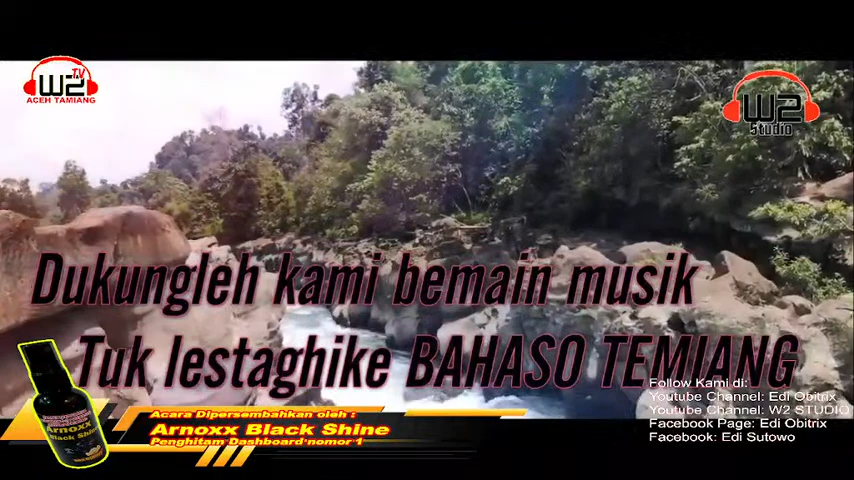 W2 TV
ACEH TAMIANG
W2
Studio
Dukungleh kami bemain musik
Tuk lestaghike BAHASO TEMIANG
Follow Kami di:
Youtube Channel: Edi Obitrix
Youtube Channel: W2 STUDIO
Facebook Page: Edi Obitrix
Facebook: Edi Sutowo
Acara Dipersembahkan oleh :
Arnoxx Black Shine
Penghitam Dashboard nomor 1
Arnoxx
Black Shine